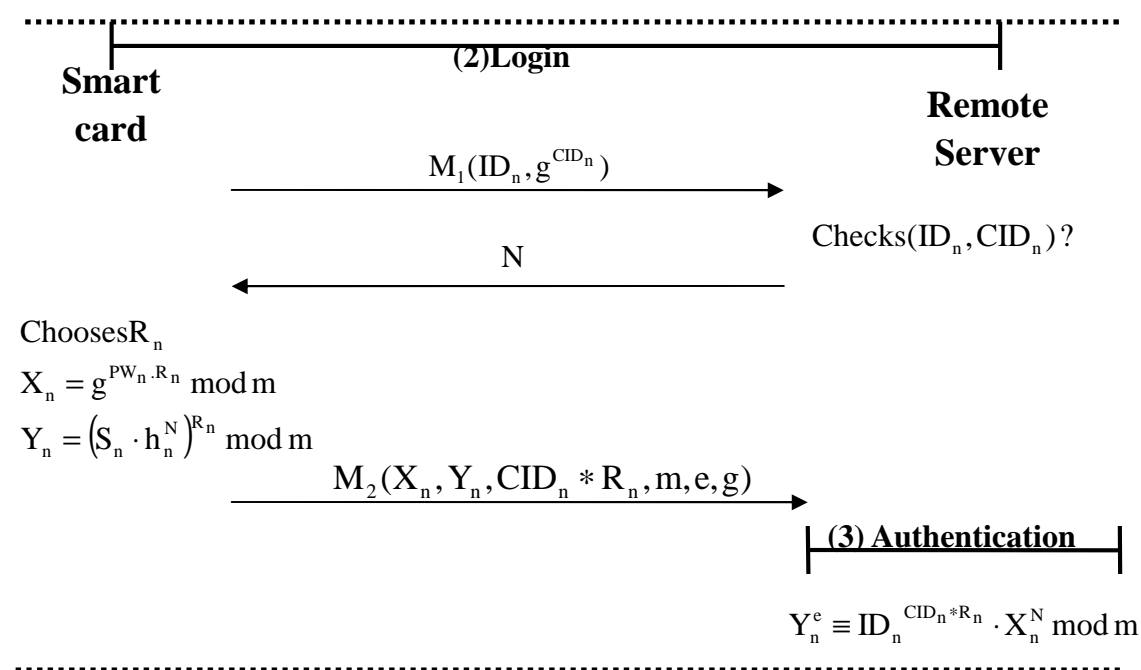 (2)Login
Smart
card
Remote
Server
M₁(IDₙ, g^{CIDₙ})
Checks(IDₙ, CIDₙ)?
N
ChoosesRₙ
Xₙ = g^{PWₙ.Rₙ} mod m
Yₙ = (Sₙ · hₙ^N)^{Rₙ} mod m
M₂(Xₙ, Yₙ, CIDₙ * Rₙ, m, e, g)
(3) Authentication
Yₙ^e ≡ IDₙ^{CIDₙ*Rₙ} · Xₙ^N mod m